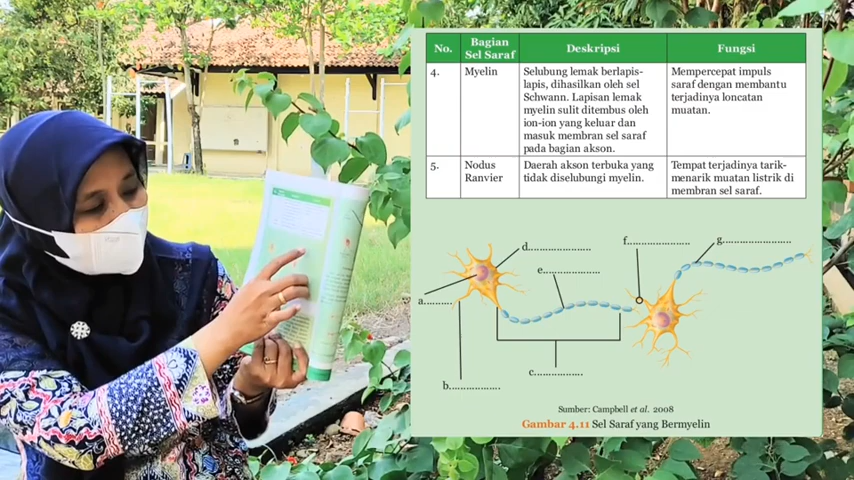 No.
Bagian
Sel Saraf
Deskripsi
Fungsi
4.
Myelin
Selubung lemak berlapis-
lapis, dihasilkan oleh sel
Schwann. Lapisan lemak
myelin sulit ditembus oleh
ion-ion yang keluar dan
masuk membran sel saraf
pada bagian akson.
Mempercepat impuls
saraf dengan membantu
terjadinya loncatan
muatan.
5.
Nodus
Ranvier
Daerah akson terbuka yang
tidak diselubungi myelin.
Tempat terjadinya tarik-
menarik muatan listrik di
membran sel saraf.
d......................
f....................
g......................
e...................
a..........
c................
b.................
Sumber: Campbell et al. 2008
Gambar 4.11 Sel Saraf yang Bermyelin